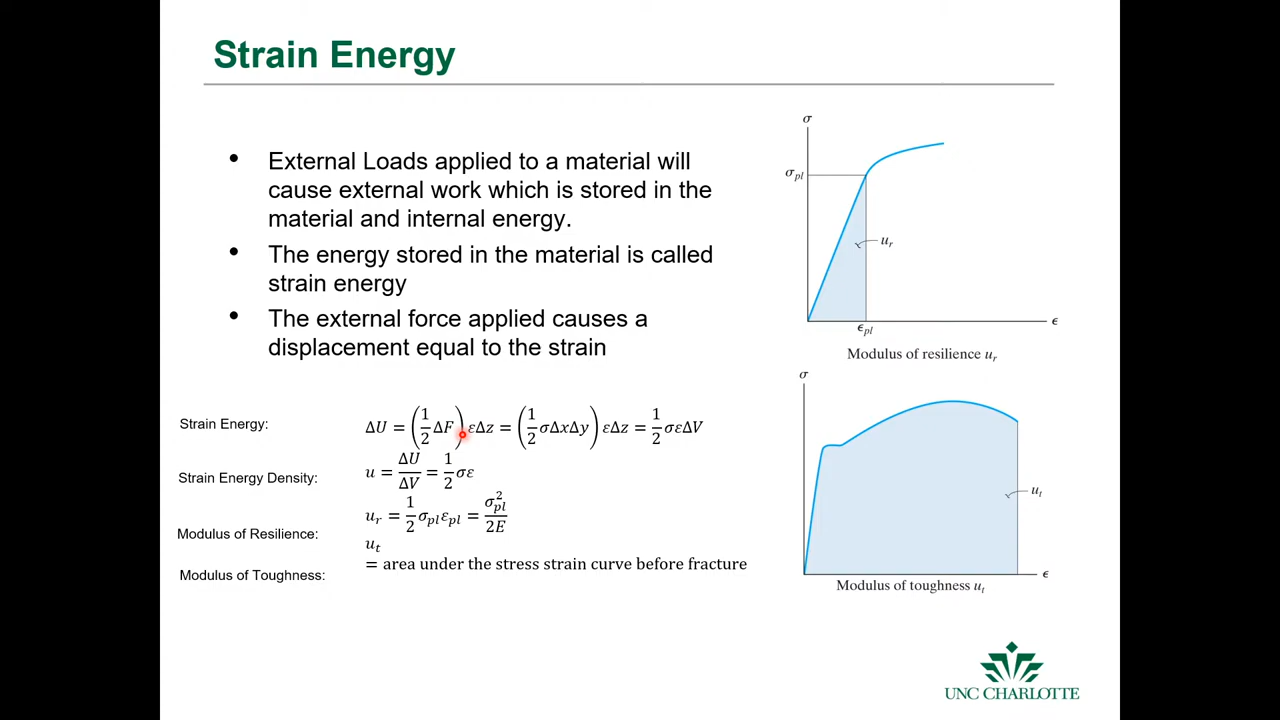 Strain Energy
External Loads applied to a material will
cause external work which is stored in the
material and internal energy.
The energy stored in the material is called
strain energy
The external force applied causes a
displacement equal to the strain
Strain Energy: ΔU = (1/2 ΔF) εΔz = (1/2 σΔxΔy) εΔz = 1/2 σεΔV
Strain Energy Density: u = ΔU/ΔV = 1/2 σε
Modulus of Resilience: u_r = 1/2 σ_pl ε_pl = σ_pl^2/2E
Modulus of Toughness: u_t
= area under the stress strain curve before fracture
σ
σ_pl
u_r
ϵ_pl
ϵ
Modulus of resilience u_r
σ
u_t
ϵ
Modulus of toughness u_t
UNC CHARLOTTE